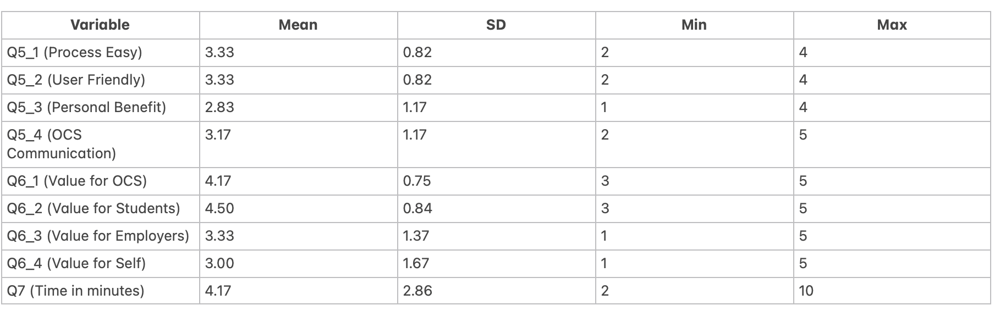 Variable Mean SD Min Max
Q5_1 (Process Easy) 3.33 0.82 2 4
Q5_2 (User Friendly) 3.33 0.82 2 4
Q5_3 (Personal Benefit) 2.83 1.17 1 4
Q5_4 (OCS 3.17 1.17 2 5
Communication)
Q6_1 (Value for OCS) 4.17 0.75 3 5
Q6_2 (Value for Students) 4.50 0.84 3 5
Q6_3 (Value for Employers) 3.33 1.37 1 5
Q6_4 (Value for Self) 3.00 1.67 1 5
Q7 (Time in minutes) 4.17 2.86 2 10